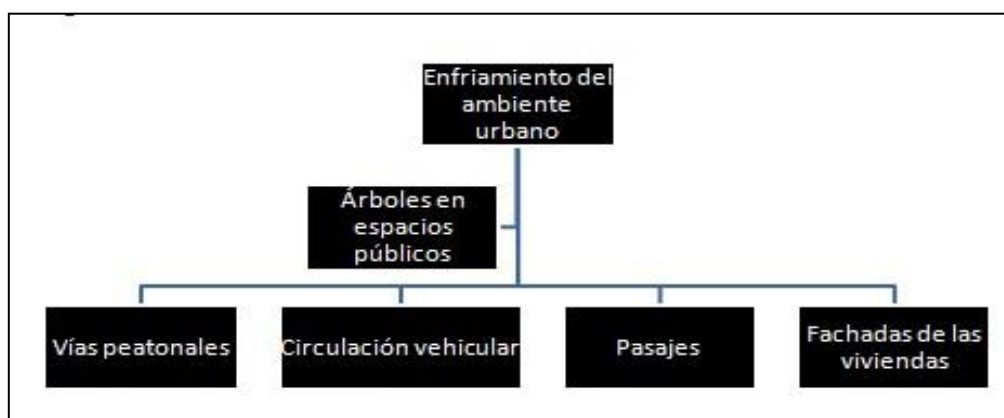 Enfriamiento del
ambiente
urbano
Árboles en
espacios
públicos
Vías peatonales
Circulación vehicular
Pasajes
Fachadas de las
viviendas